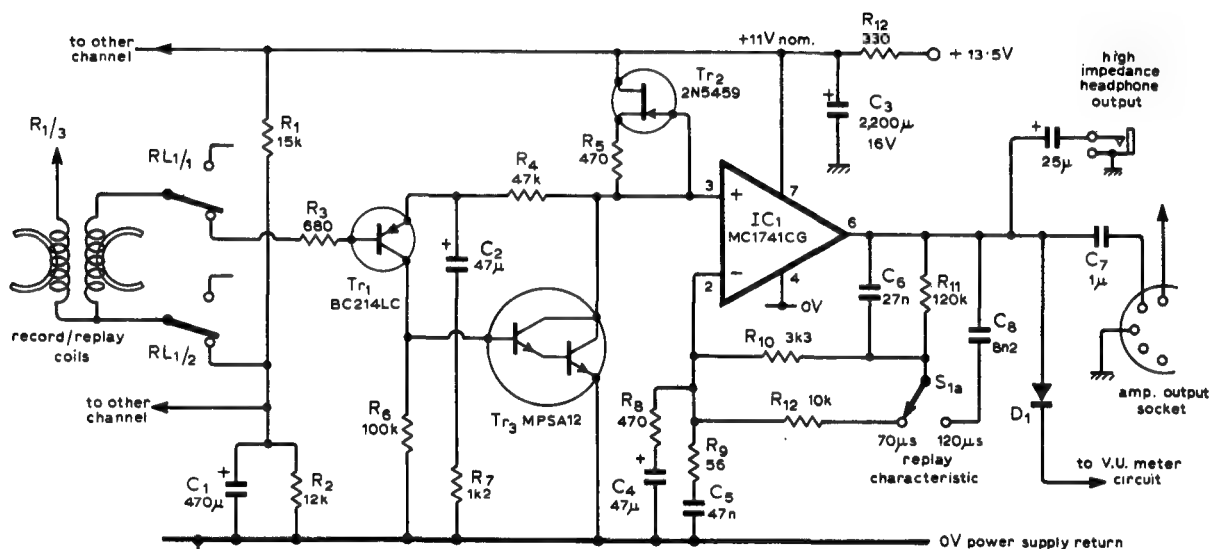 to other
channel
+11V nom.
R12
330
+ 13·5V
high
impedance
headphone
output
Tr2
2N5459
C3
2,200μ
16V
+
25μ
+
R1/3
R1
15k
RL1/1
R5
470
R4
47k
3
+
7
IC1
MC1741CG
6
R3
680
C2
47μ
+
Tr1
BC214LC
−
2
4
0V
C6
27n
R11
120k
C7
1μ
record/replay
coils
RL1/2
R10 3k3
C8
8n2
S1a
D1
amp. output
socket
to other
channel
Tr3 MPSA12
R6
100k
R8
470
R12 10k
70μs
120μs
replay
characteristic
R9
56
to V.U. meter
circuit
C1
470μ
+
R2
12k
R7
1k2
C4
47μ
+
C5
47n
0V power supply return